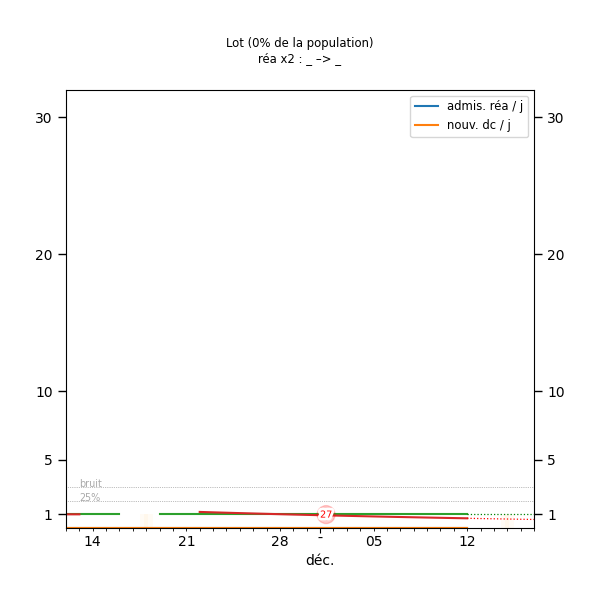 Lot (0% de la population)
réa x2 : _ –> _
admis. réa / j
nouv. dc / j
30 30
20 20
10 10
5 5
bruit
25%
1 27 1
14 21 28 - 05 12
déc.